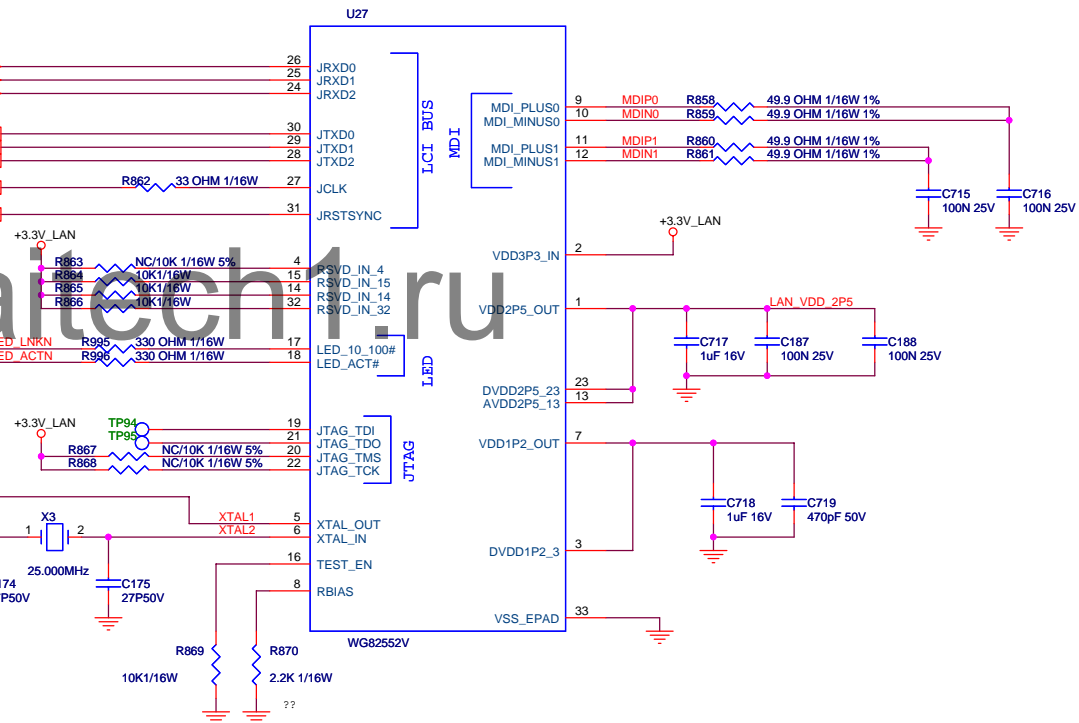 U27
26 JRXD0
25 JRXD1
24 JRXD2
30 JTXD0
29 JTXD1
28 JTXD2
R862 33 OHM 1/16W 27 JCLK
31 JRSTSYNC
LCI BUS
+3.3V_LAN
R863 NC/10K 1/16W 5% 4 RSVD_IN_4
R864 10K1/16W 15 RSVD_IN_15
R865 10K1/16W 14 RSVD_IN_14
R866 10K1/16W 32 RSVD_IN_32
aitech1.ru
ED_LNKN R995 330 OHM 1/16W 17 LED_10_100#
ED_ACTN R996 330 OHM 1/16W 18 LED_ACT#
LED
+3.3V_LAN
TP94 19 JTAG_TDI
TP95 21 JTAG_TDO
R867 NC/10K 1/16W 5% 20 JTAG_TMS
R868 NC/10K 1/16W 5% 22 JTAG_TCK
JTAG
XTAL1 5 XTAL_OUT
X3 1 2 XTAL2 6 XTAL_IN
25.000MHz
16 TEST_EN
174 C175
P50V 27P50V
8 RBIAS
R869 R870
10K1/16W 2.2K 1/16W
??
MDI
MDI_PLUS0 9 MDIP0 R858 49.9 OHM 1/16W 1%
MDI_MINUS0 10 MDIN0 R859 49.9 OHM 1/16W 1%
MDI_PLUS1 11 MDIP1 R860 49.9 OHM 1/16W 1%
MDI_MINUS1 12 MDIN1 R861 49.9 OHM 1/16W 1%
C715 C716
100N 25V 100N 25V
+3.3V_LAN
VDD3P3_IN 2
VDD2P5_OUT 1 LAN_VDD_2P5
C717 C187 C188
1uF 16V 100N 25V 100N 25V
DVDD2P5_23 23
AVDD2P5_13 13
VDD1P2_OUT 7
C718 C719
1uF 16V 470pF 50V
DVDD1P2_3 3
VSS_EPAD 33
WG82552V